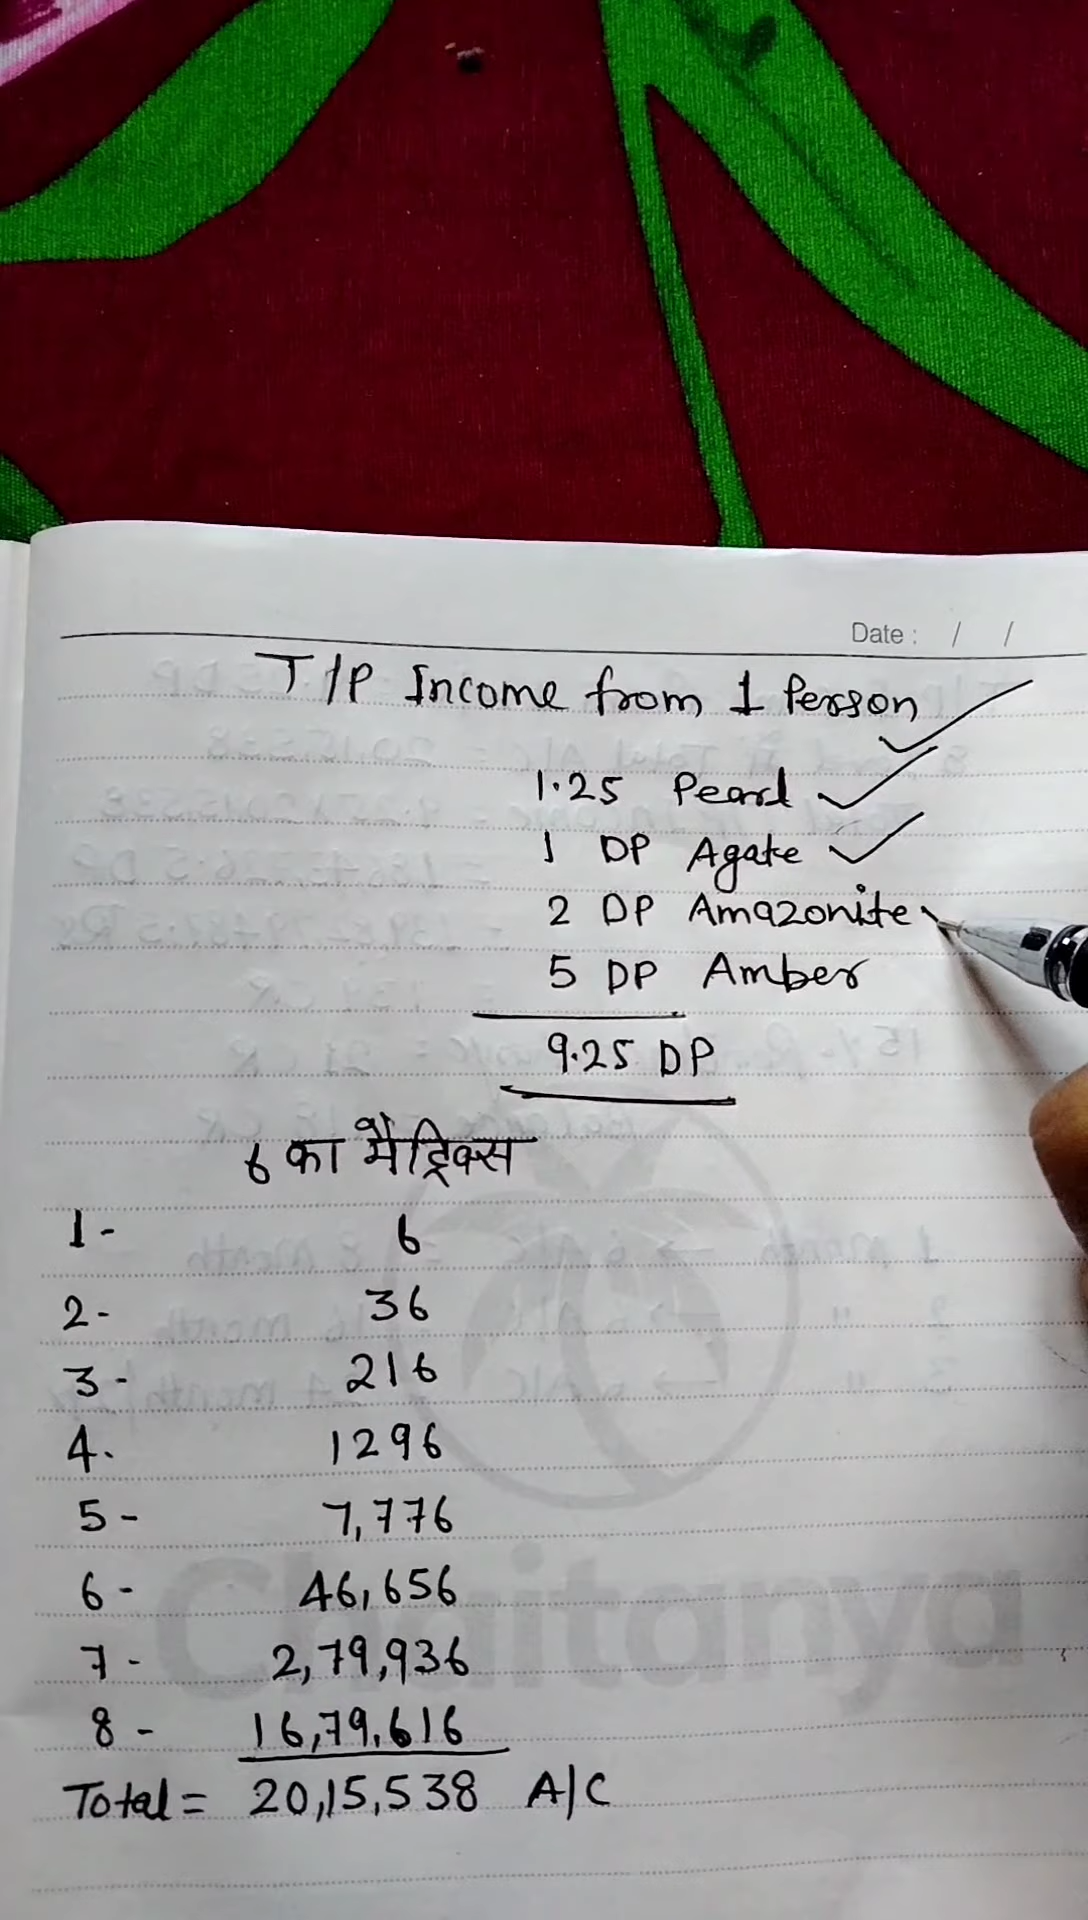 Date : / /
T/P Income from 1 Person
1.25 Pearl
1 DP Agate
2 DP Amazonite
5 DP Amber
9.25 DP
6 का मैट्रिक्स
1- 6
2- 36
3- 216
4. 1296
5- 7,776
6- 46,656
7- 2,79,936
8- 16,79,616
Total = 20,15,538 A/C
Chaitanya